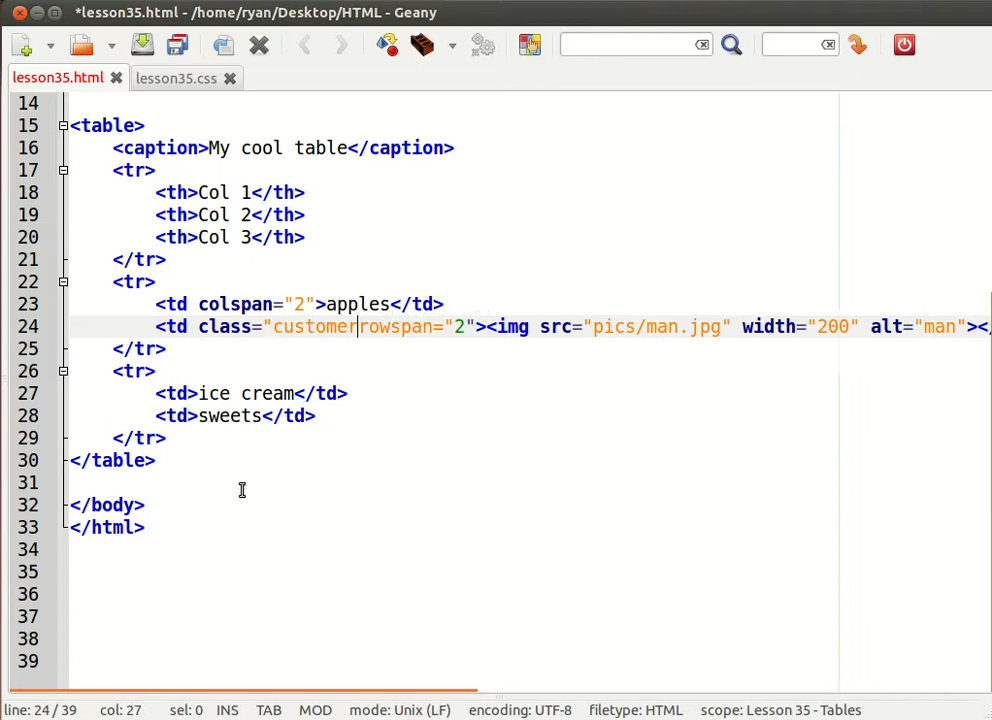 *lesson35.html - /home/ryan/Desktop/HTML - Geany
lesson35.html lesson35.css
14
15 <table>
16 <caption>My cool table</caption>
17 <tr>
18 <th>Col 1</th>
19 <th>Col 2</th>
20 <th>Col 3</th>
21 </tr>
22 <tr>
23 <td colspan="2">apples</td>
24 <td class="customerrowspan="2"><img src="pics/man.jpg" width="200" alt="man"></
25 </tr>
26 <tr>
27 <td>ice cream</td>
28 <td>sweets</td>
29 </tr>
30 </table>
31
32 </body>
33 </html>
34
35
36
37
38
39
line: 24 / 39 col: 27 sel: 0 INS TAB MOD mode: Unix (LF) encoding: UTF-8 filetype: HTML scope: Lesson 35 - Tables